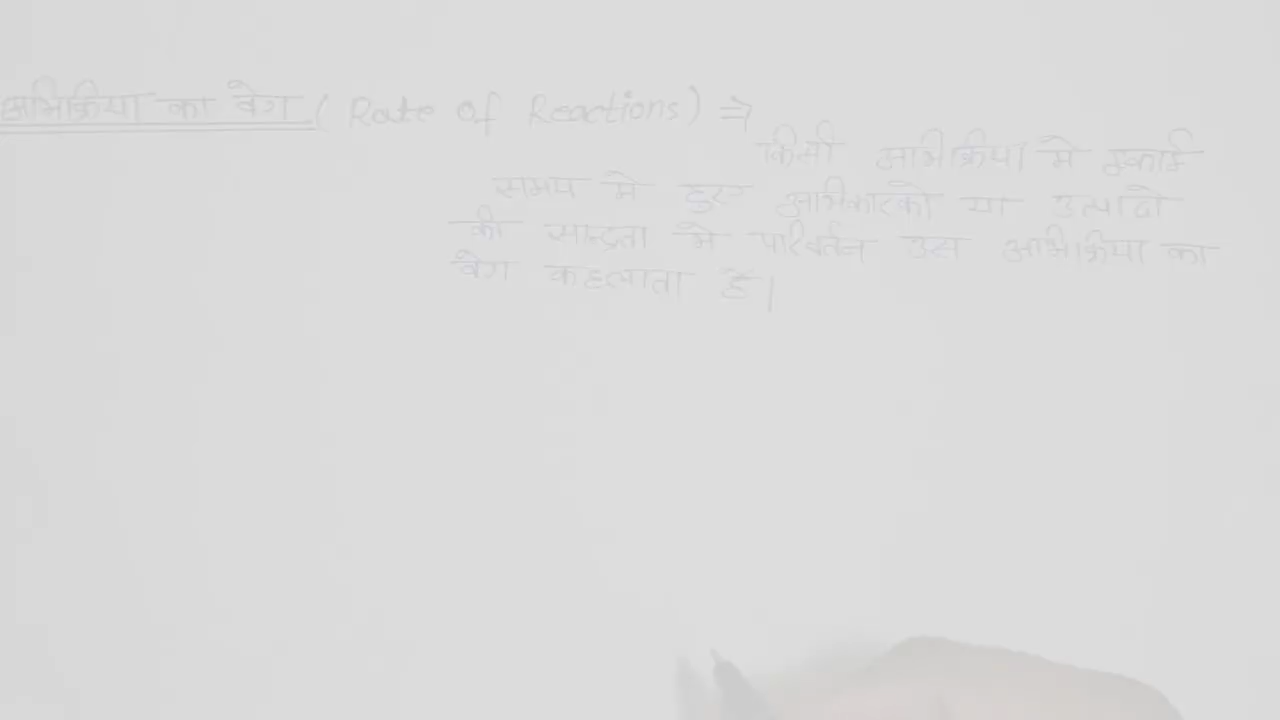 अभिक्रिया का वेग ( Rate of Reactions ) ⇒
किसी अभिक्रिया मे इकाई
समय मे हुए अभिकारको या उत्पादो
की सान्द्रता मे परिवर्तन उस अभिक्रिया का
वेग कहलाता है।